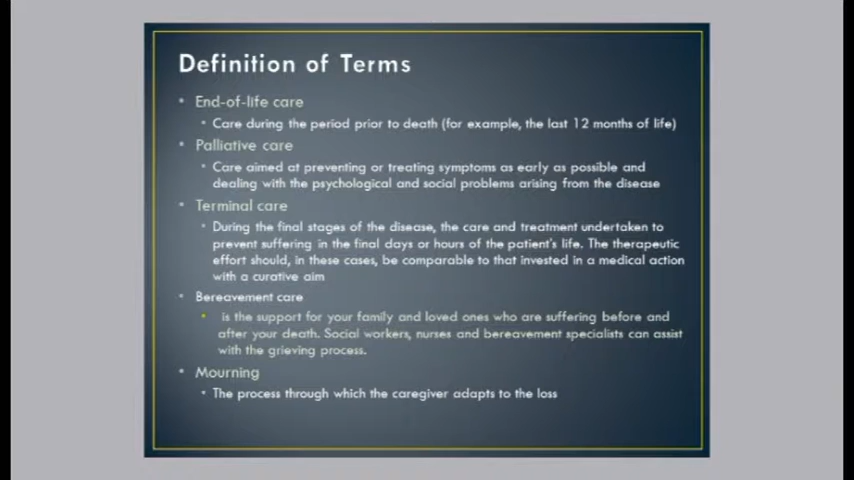 Definition of Terms
• End-of-life care
• Care during the period prior to death (for example, the last 12 months of life)
• Palliative care
• Care aimed at preventing or treating symptoms as early as possible and
dealing with the psychological and social problems arising from the disease
• Terminal care
• During the final stages of the disease, the care and treatment undertaken to
prevent suffering in the final days or hours of the patient's life. The therapeutic
effort should, in these cases, be comparable to that invested in a medical action
with a curative aim
• Bereavement care
• is the support for your family and loved ones who are suffering before and
after your death. Social workers, nurses and bereavement specialists can assist
with the grieving process.
• Mourning
• The process through which the caregiver adapts to the loss